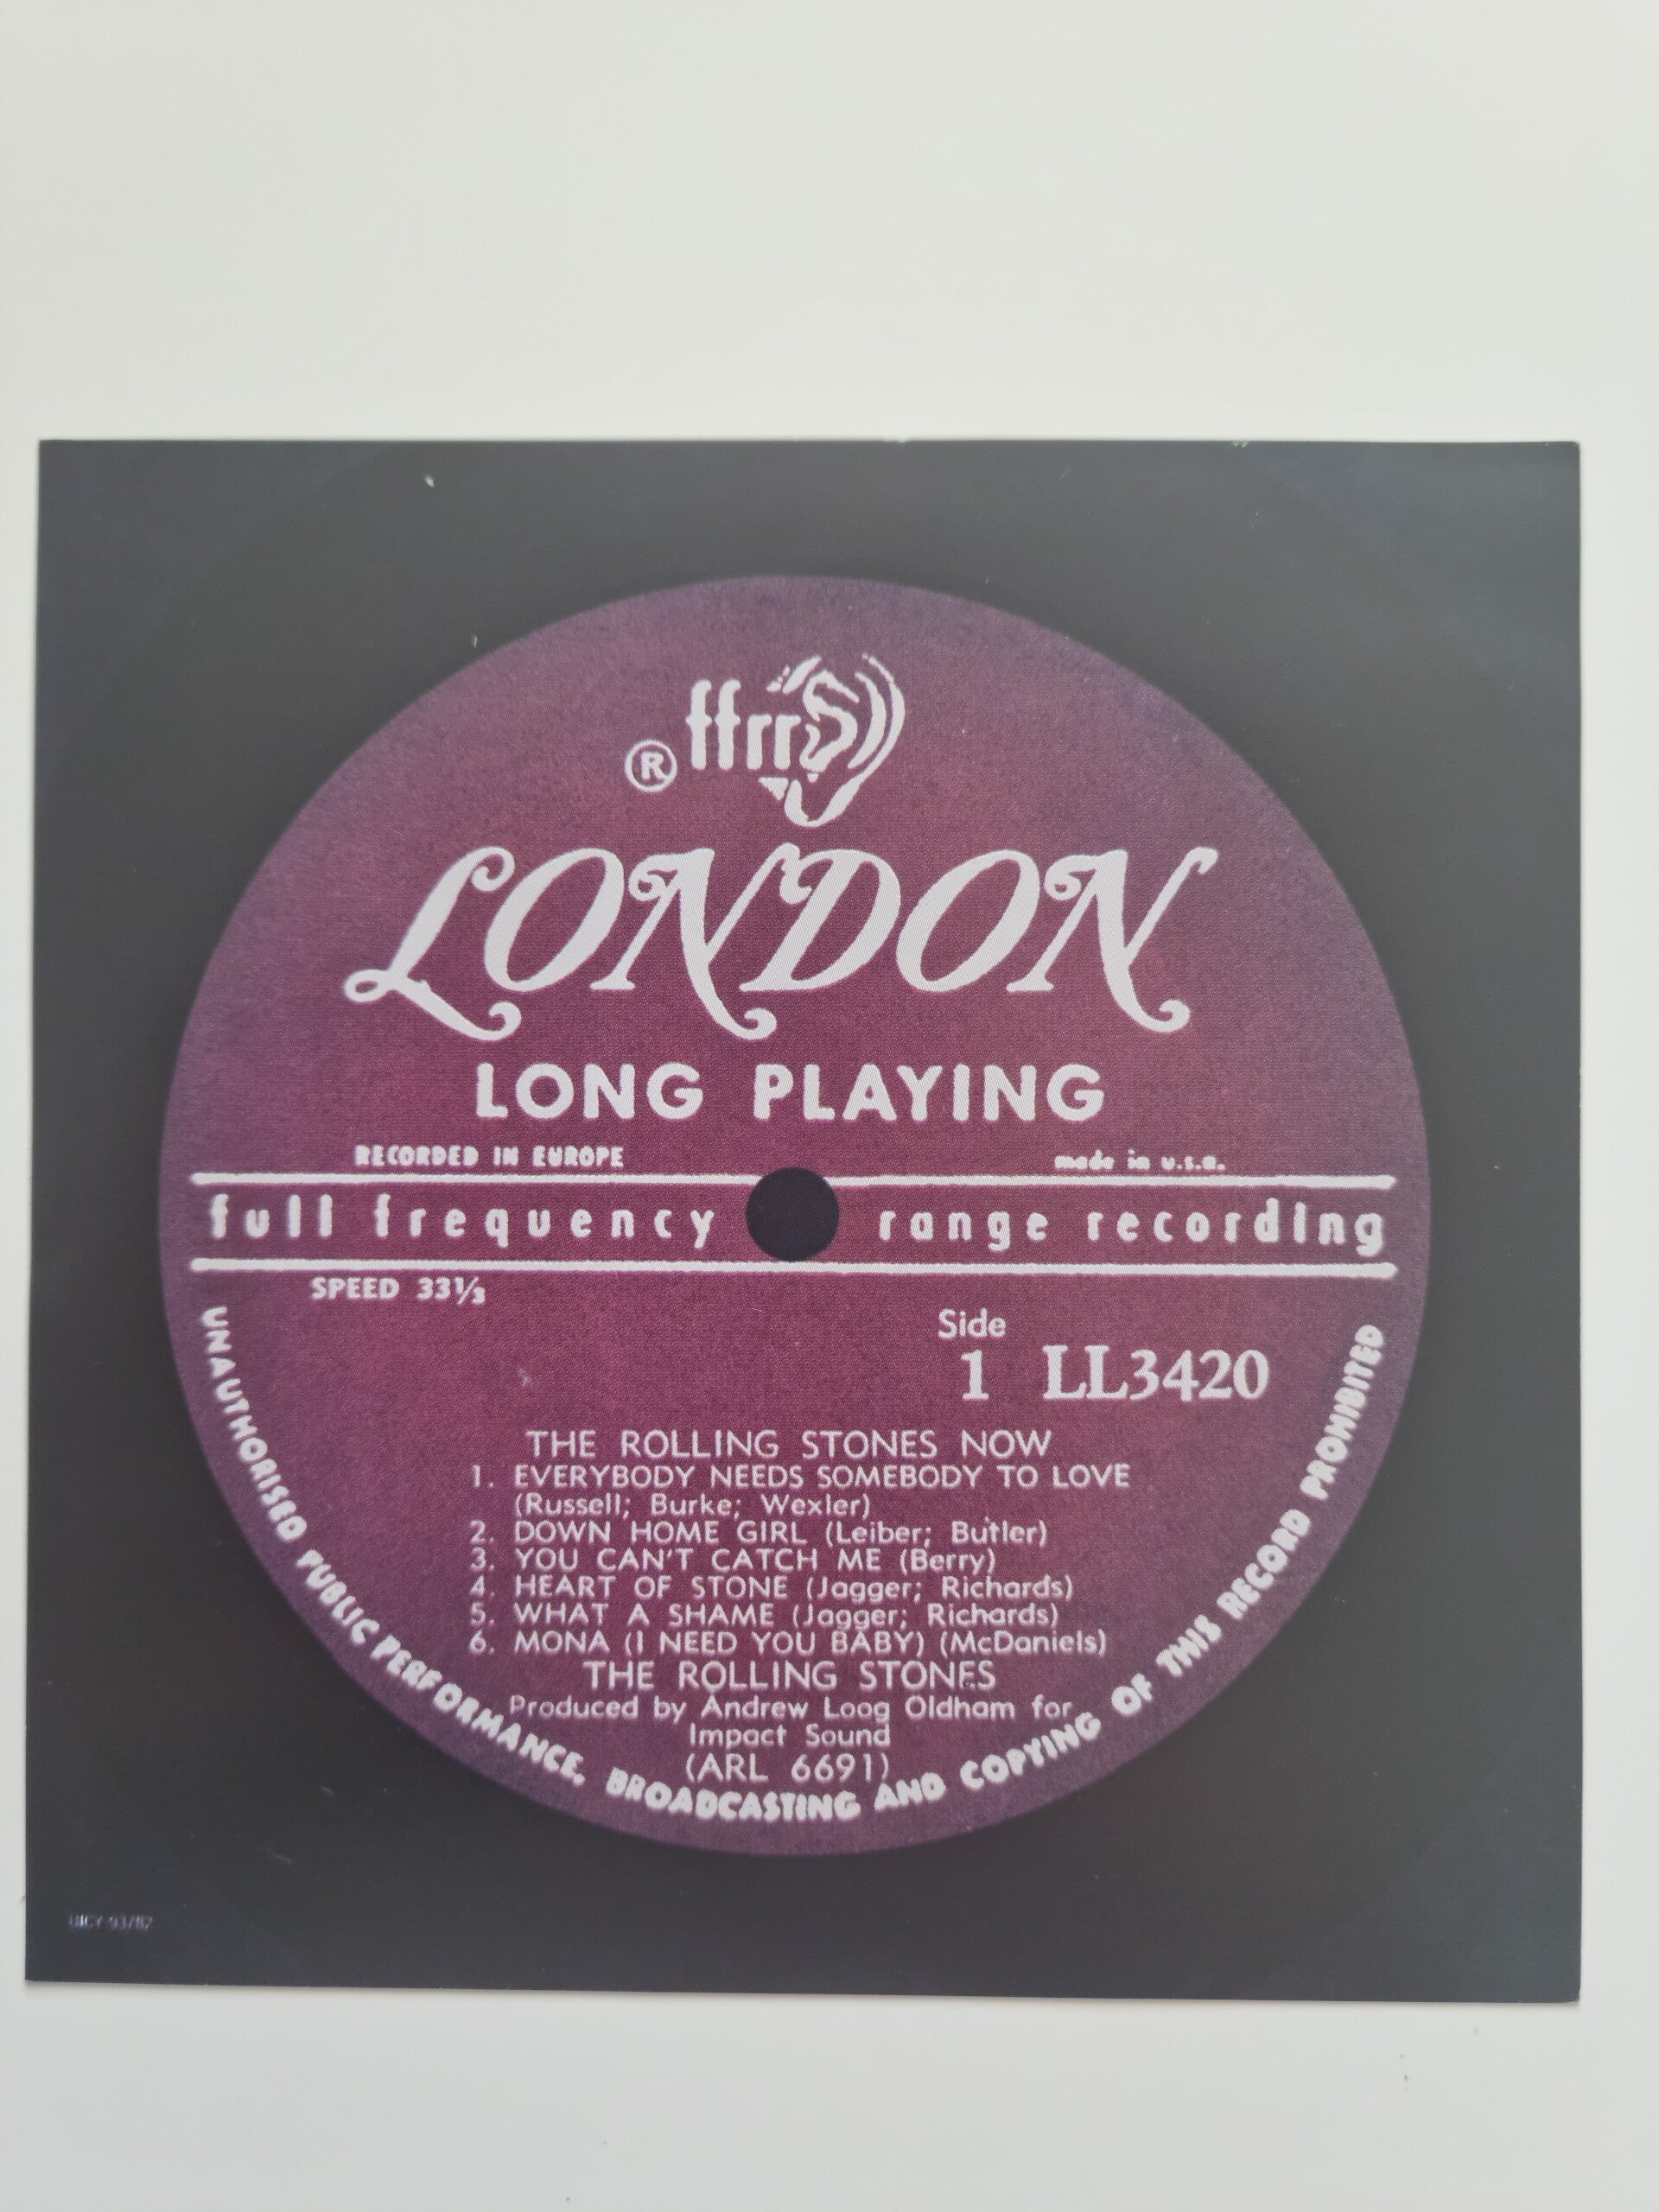 ffrr
®
LONDON
LONG PLAYING
RECORDED IN EUROPE made in u.s.a.
full frequency range recording
SPEED 33⅓
Side
1 LL3420
THE ROLLING STONES NOW
1. EVERYBODY NEEDS SOMEBODY TO LOVE
(Russell; Burke; Wexler)
2. DOWN HOME GIRL (Leiber; Butler)
3. YOU CAN'T CATCH ME (Berry)
4. HEART OF STONE (Jagger; Richards)
5. WHAT A SHAME (Jagger; Richards)
6. MONA (I NEED YOU BABY) (McDaniels)
THE ROLLING STONES
Produced by Andrew Loog Oldham for
Impact Sound
(ARL 6691)
UNAUTHORISED PUBLIC PERFORMANCE, BROADCASTING AND COPYING OF THIS RECORD PROHIBITED